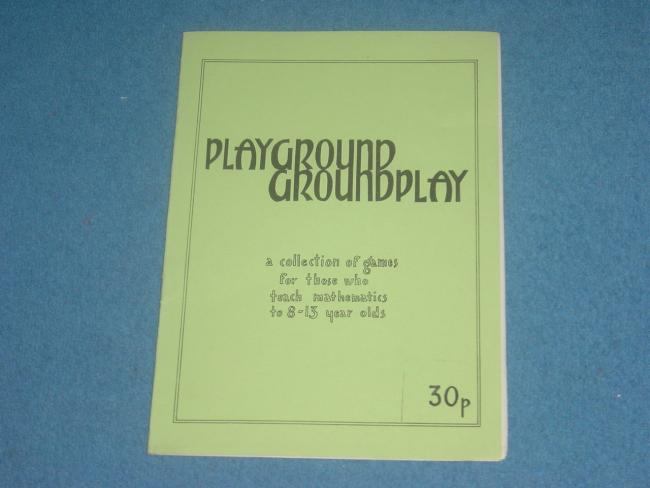 PLAYGROUND
GROUNDPLAY
a collection of games
for those who
teach mathematics
to 8-13 year olds
30p